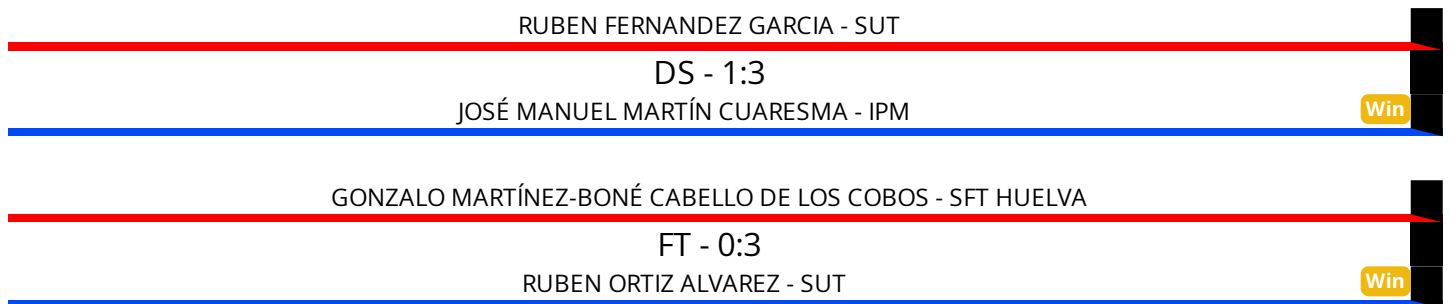 RUBEN FERNANDEZ GARCIA - SUT
DS - 1:3
JOSÉ MANUEL MARTÍN CUARESMA - IPM
Win
GONZALO MARTÍNEZ-BONÉ CABELLO DE LOS COBOS - SFT HUELVA
FT - 0:3
RUBEN ORTIZ ALVAREZ - SUT
Win